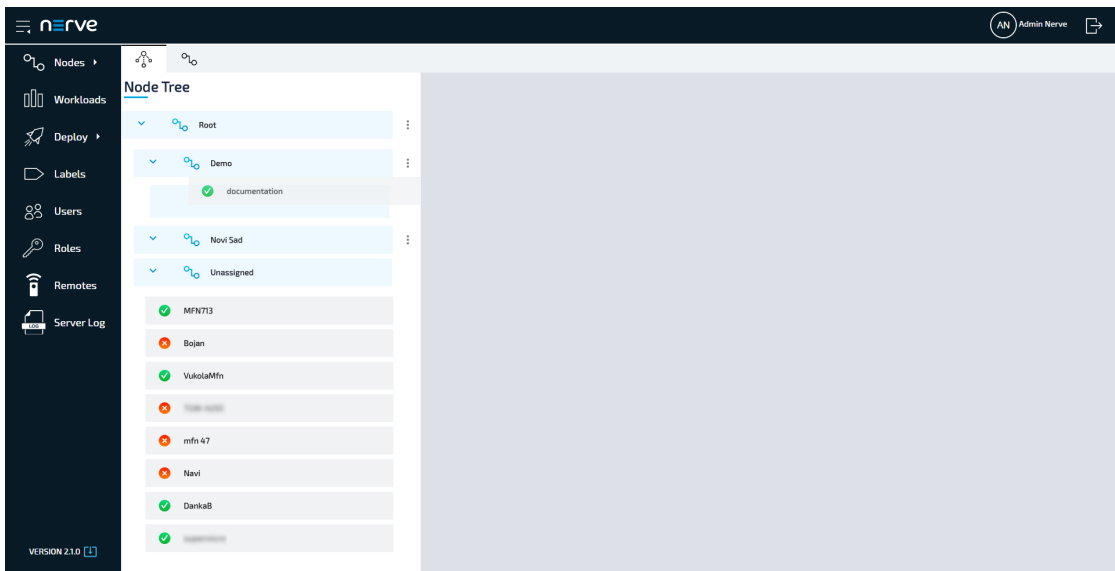 nerve
AN Admin Nerve
Nodes
Workloads
Deploy
Labels
Users
Roles
Remotes
LOG Server Log
VERSION 2.1.0
Node Tree
Root
Demo
documentation
Novi Sad
Unassigned
MFN713
Bojan
VukolaMfn
mfn 47
Navi
DankaB